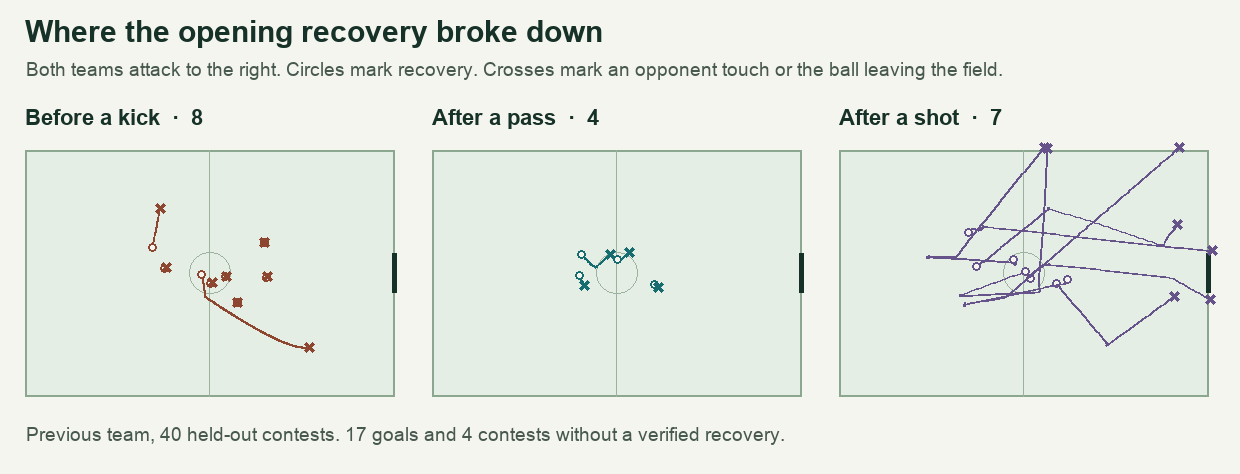 Where the opening recovery broke down
Both teams attack to the right. Circles mark recovery. Crosses mark an opponent touch or the ball leaving the field.
Before a kick · 8
After a pass · 4
After a shot · 7
Previous team, 40 held-out contests. 17 goals and 4 contests without a verified recovery.